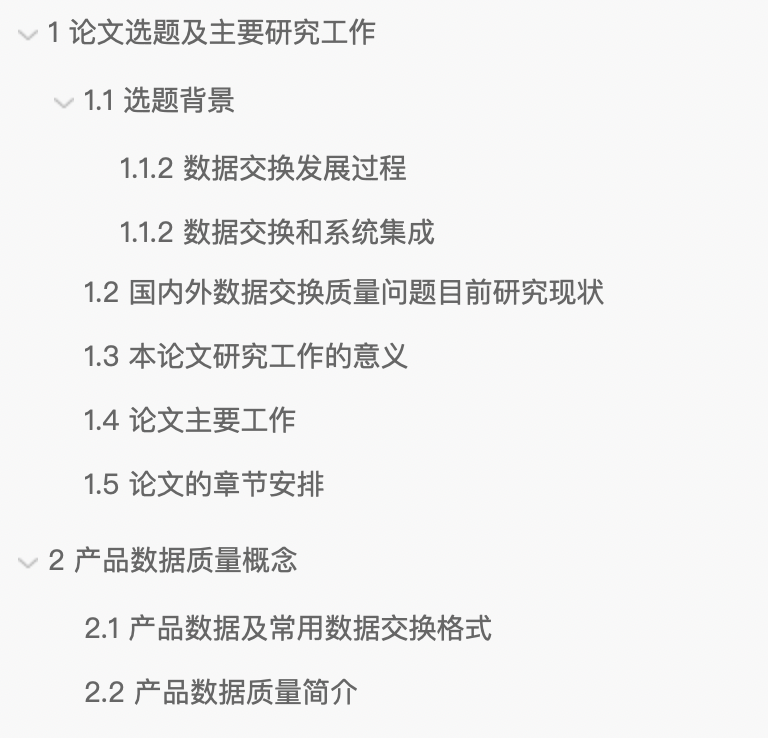 1 论文选题及主要研究工作
1.1 选题背景
1.1.2 数据交换发展过程
1.1.2 数据交换和系统集成
1.2 国内外数据交换质量问题目前研究现状
1.3 本论文研究工作的意义
1.4 论文主要工作
1.5 论文的章节安排
2 产品数据质量概念
2.1 产品数据及常用数据交换格式
2.2 产品数据质量简介